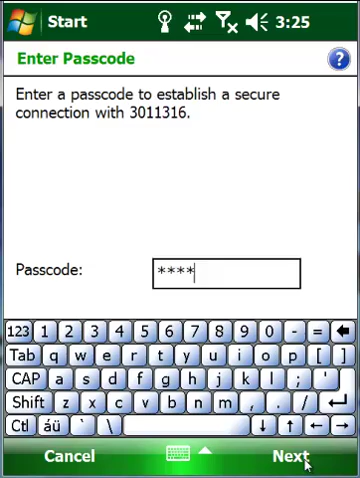 Start 3:25
Enter Passcode ?
Enter a passcode to establish a secure
connection with 3011316.
Passcode: ****
123 1 2 3 4 5 6 7 8 9 0 - =
Tab q w e r t y u i o p [ ]
CAP a s d f g h j k l ; '
Shift z x c v b n m , . /
Ctl áü ` \
Cancel Next